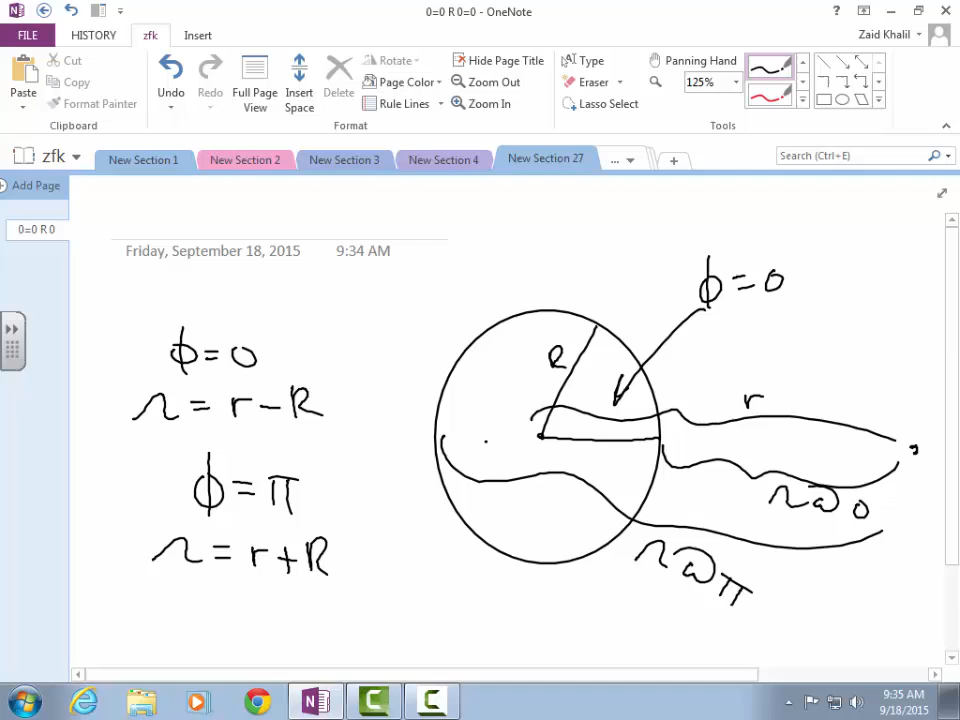 0=0 R 0=0 - OneNote
?
Zaid Khalil
FILE HISTORY zfk Insert
Paste
Cut
Copy
Format Painter
Clipboard
Undo
Redo
Full Page View
Insert Space
Delete
Rotate
Page Color
Rule Lines
Format
Hide Page Title
Zoom Out
Zoom In
Type
Eraser
Lasso Select
Panning Hand
125%
Tools
zfk
New Section 1
New Section 2
New Section 3
New Section 4
New Section 27
...
Search (Ctrl+E)
Add Page
0=0 R 0
Friday, September 18, 2015 9:34 AM
ϕ=0
ϕ=0
R
r
𝓇 = r-R
ϕ=π
𝓇 @ 0
𝓇 = r+R
𝓇 @ π
9:35 AM
9/18/2015